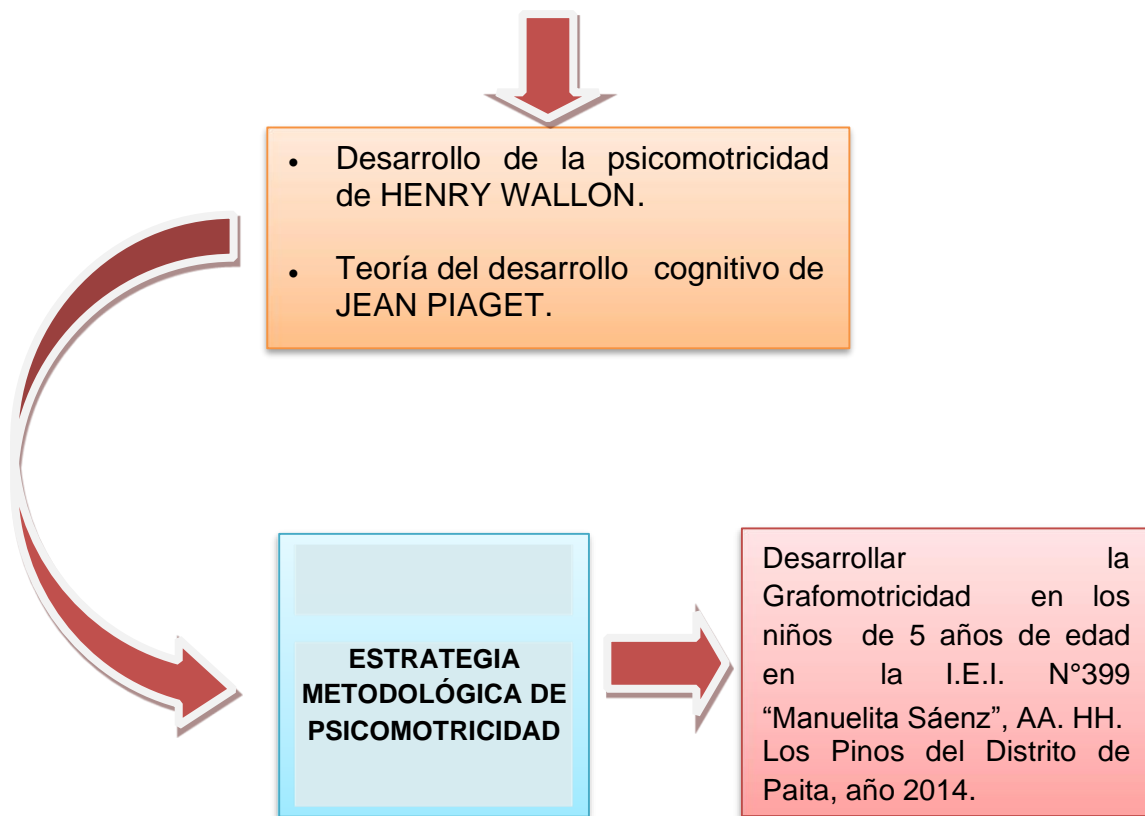 • Desarrollo de la psicomotricidad
de HENRY WALLON.
• Teoría del desarrollo cognitivo de
JEAN PIAGET.
ESTRATEGIA
METODOLÓGICA DE
PSICOMOTRICIDAD
Desarrollar la
Grafomotricidad en los
niños de 5 años de edad
en la I.E.I. N°399
“Manuelita Sáenz”, AA. HH.
Los Pinos del Distrito de
Paita, año 2014.